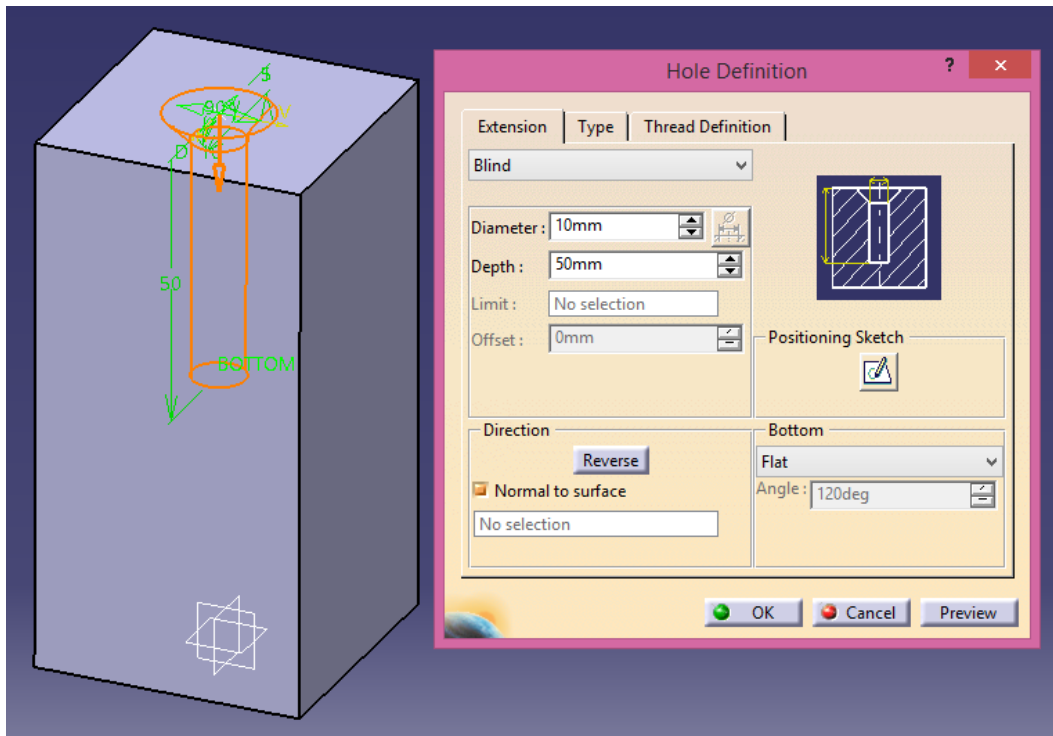 Hole Definition
?
×
Extension
Type
Thread Definition
Blind
Diameter : 10mm
Depth : 50mm
Limit : No selection
Offset : 0mm
Positioning Sketch
Direction
Reverse
Normal to surface
No selection
Bottom
Flat
Angle : 120deg
OK
Cancel
Preview
S
V
D
50
BOTTOM